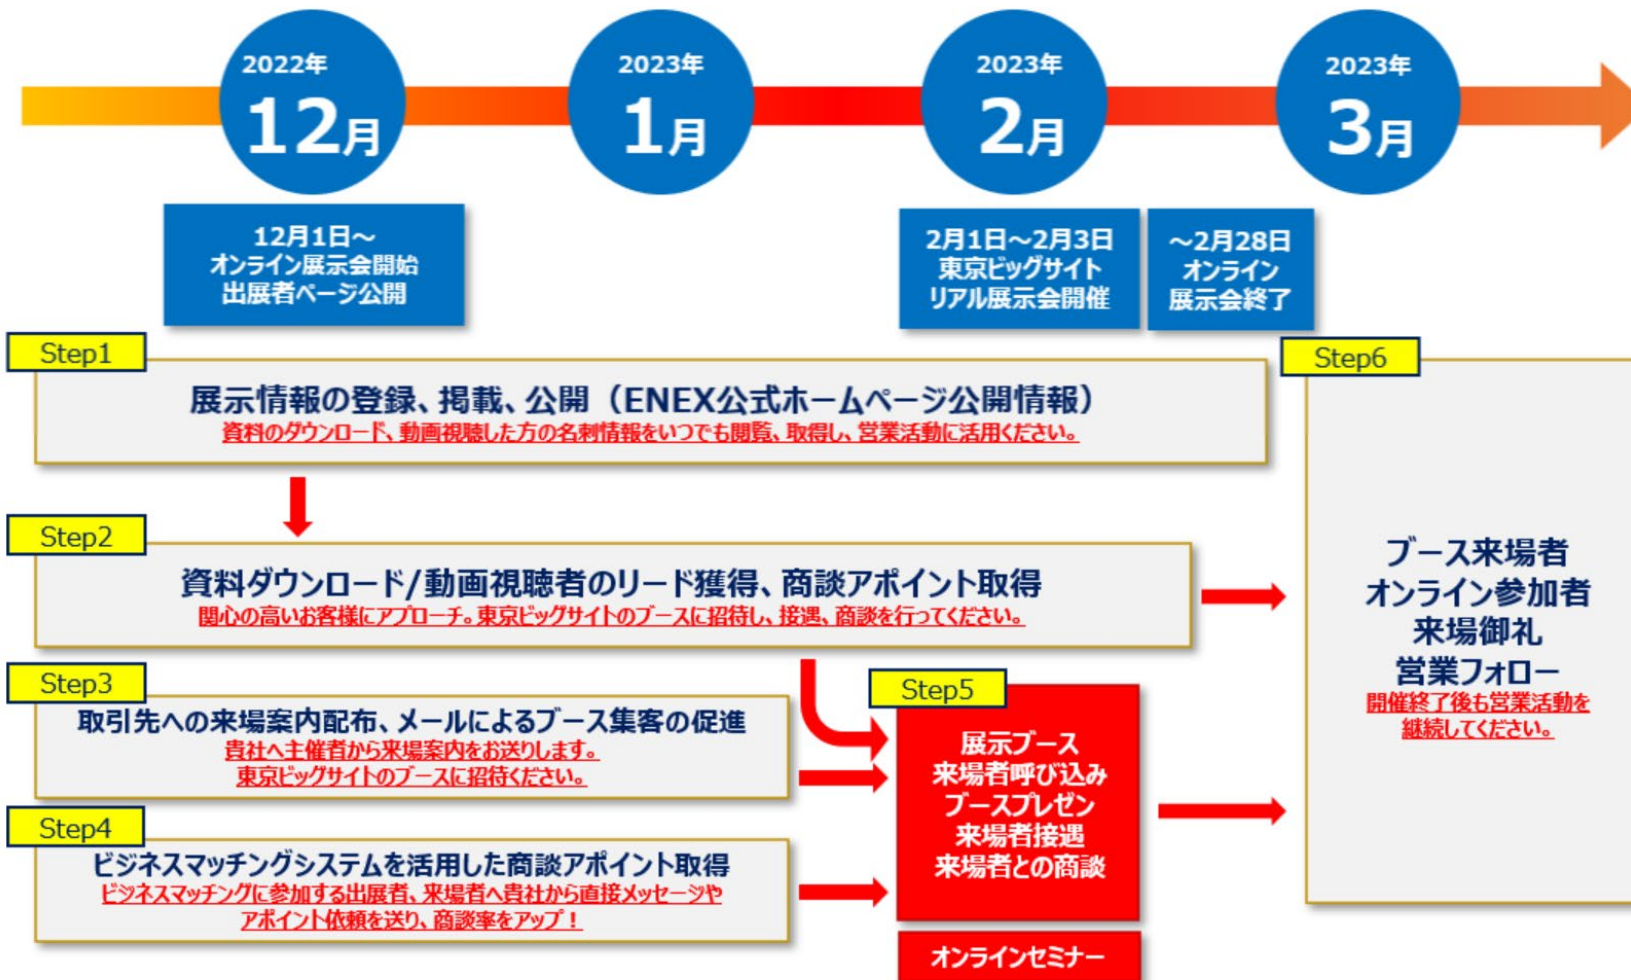 2022年
12月
2023年
1月
2023年
2月
2023年
3月
12月1日～
オンライン展示会開始
出展者ページ公開
2月1日～2月3日
東京ビッグサイト
リアル展示会開催
～2月28日
オンライン
展示会終了
Step1
展示情報の登録、掲載、公開（ENEX公式ホームページ公開情報）
資料のダウンロード、動画視聴した方の名刺情報をいつでも閲覧、取得し、営業活動に活用ください。
Step2
資料ダウンロード/動画視聴者のリード獲得、商談アポイント取得
関心の高いお客様にアプローチ。東京ビッグサイトのブースに招待し、接遇、商談を行ってください。
Step3
取引先への来場案内配布、メールによるブース集客の促進
貴社へ主催者から来場案内をお送りします。
東京ビッグサイトのブースに招待ください。
Step4
ビジネスマッチングシステムを活用した商談アポイント取得
ビジネスマッチングに参加する出展者、来場者へ貴社から直接メッセージや
アポイント依頼を送り、商談率をアップ！
Step5
展示ブース
来場者呼び込み
ブースプレゼン
来場者接遇
来場者との商談
オンラインセミナー
Step6
ブース来場者
オンライン参加者
来場御礼
営業フォロー
開催終了後も営業活動を
継続してください。